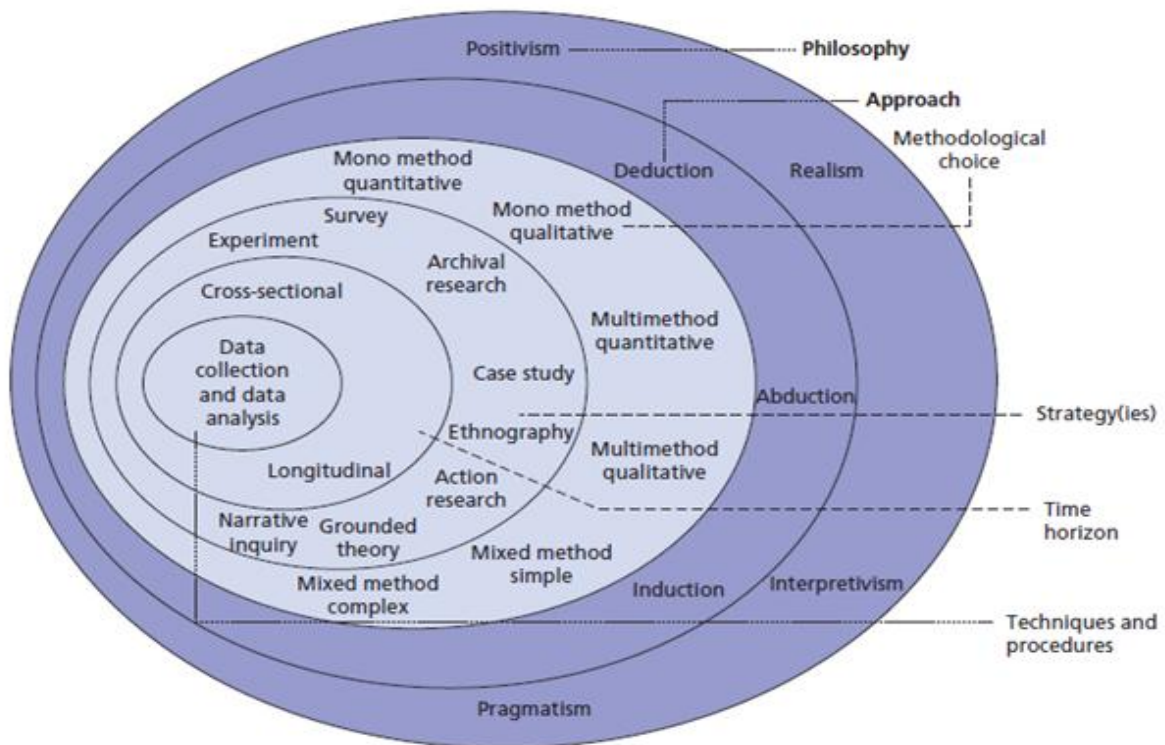 Positivism
Philosophy
Approach
Methodological
choice
Mono method
quantitative
Deduction
Realism
Survey
Mono method
qualitative
Experiment
Archival
research
Cross-sectional
Multimethod
quantitative
Data
collection
and data
analysis
Case study
Abduction
Strategy(ies)
Ethnography
Multimethod
qualitative
Longitudinal
Action
research
Time
horizon
Narrative
inquiry
Grounded
theory
Mixed method
simple
Mixed method
complex
Induction
Interpretivism
Techniques and
procedures
Pragmatism